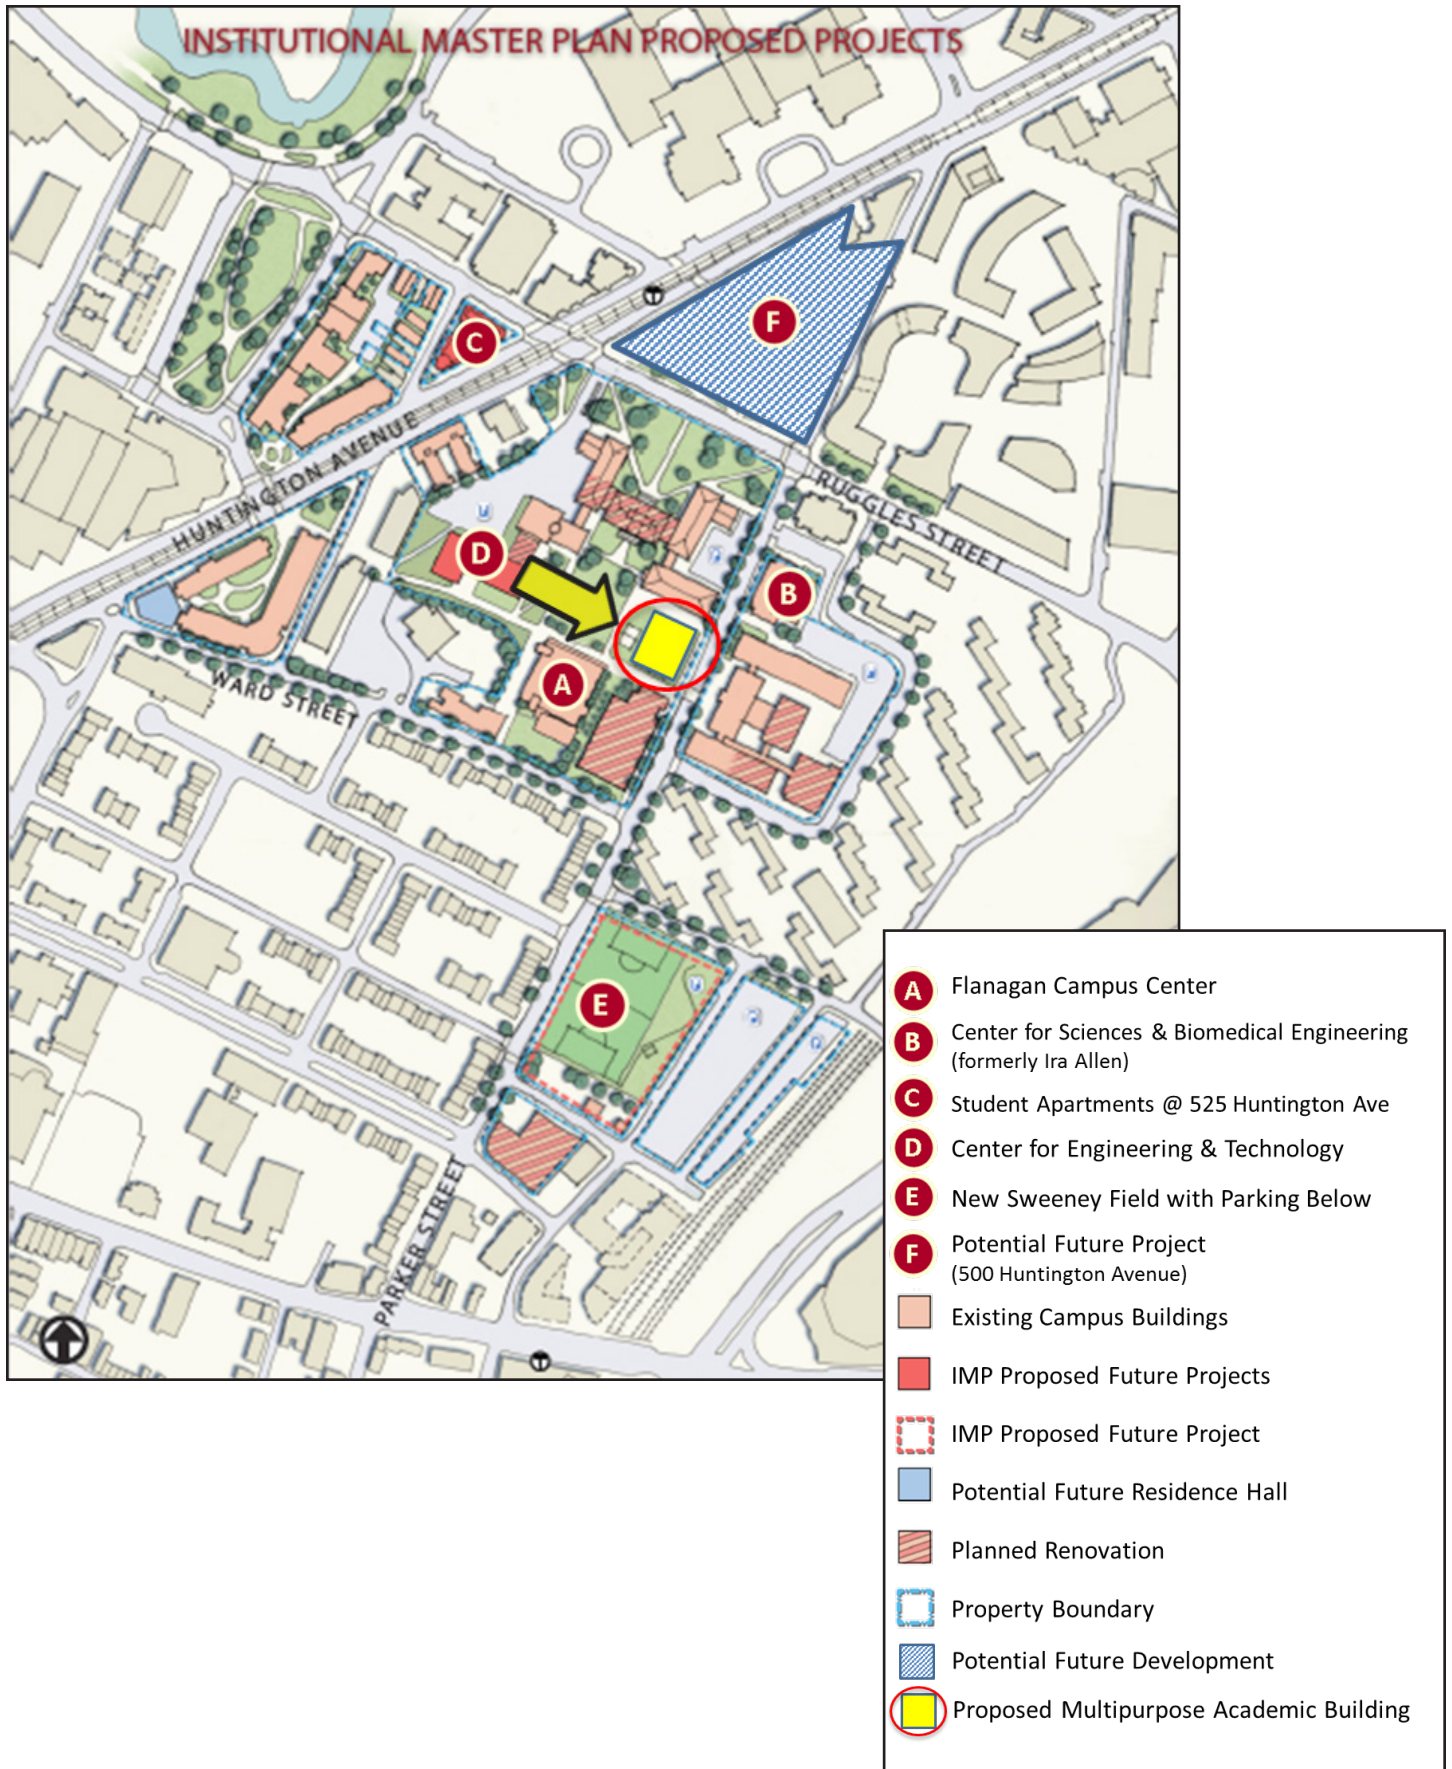 INSTITUTIONAL MASTER PLAN PROPOSED PROJECTS
T
F
C
HUNTINGTON AVENUE
RUGGLES STREET
D
B
A
WARD STREET
E
PARKER STREET
T
A Flanagan Campus Center
B Center for Sciences & Biomedical Engineering
(formerly Ira Allen)
C Student Apartments @ 525 Huntington Ave
D Center for Engineering & Technology
E New Sweeney Field with Parking Below
F Potential Future Project
(500 Huntington Avenue)
Existing Campus Buildings
IMP Proposed Future Projects
IMP Proposed Future Project
Potential Future Residence Hall
Planned Renovation
Property Boundary
Potential Future Development
Proposed Multipurpose Academic Building